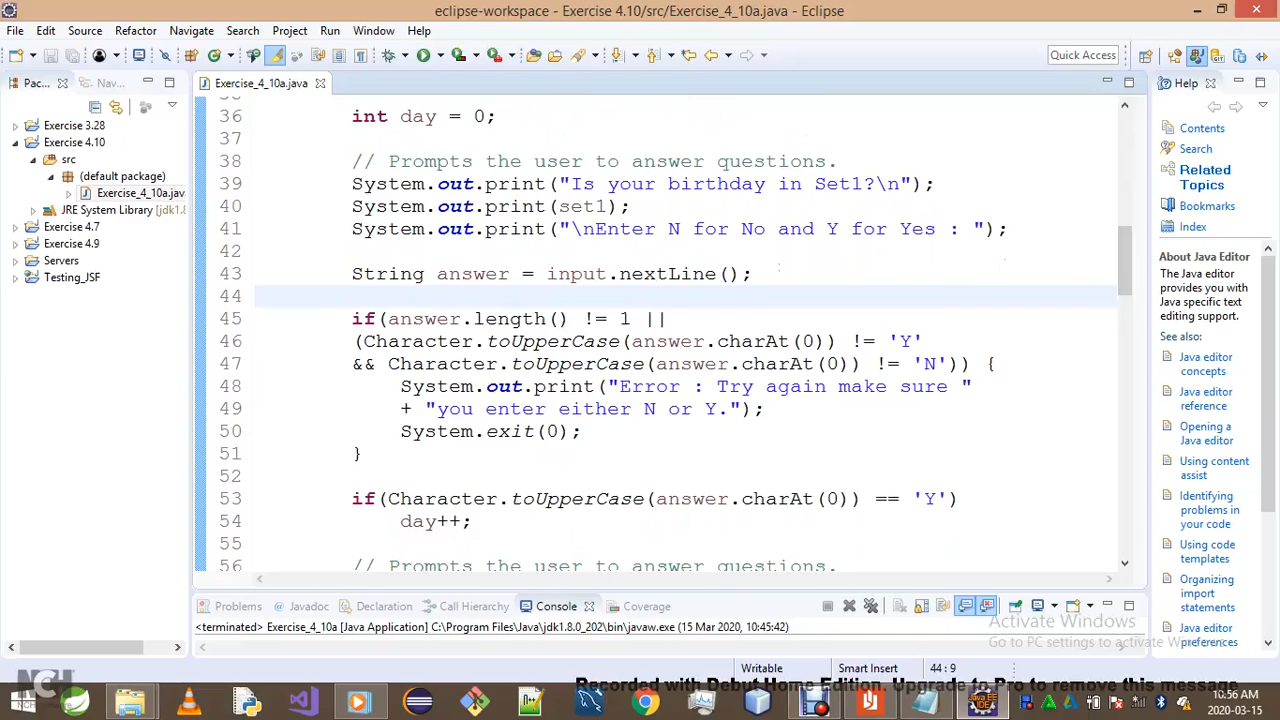 eclipse-workspace - Exercise 4.10/src/Exercise_4_10a.java - Eclipse
File Edit Source Refactor Navigate Search Project Run Window Help
Quick Access
Pac... Nav...
Exercise 3.28
Exercise 4.10
src
(default package)
Exercise_4_10a.jav
JRE System Library [jdk1.8
Exercise 4.7
Exercise 4.9
Servers
Testing_JSF
Exercise_4_10a.java
36 int day = 0;
37
38 // Prompts the user to answer questions.
39 System.out.print("Is your birthday in Set1?\n");
40 System.out.print(set1);
41 System.out.print("\nEnter N for No and Y for Yes : ");
42
43 String answer = input.nextLine();
44
45 if(answer.length() != 1 ||
46 (Character.toUpperCase(answer.charAt(0)) != 'Y'
47 && Character.toUpperCase(answer.charAt(0)) != 'N')) {
48 System.out.print("Error : Try again make sure "
49 + "you enter either N or Y.");
50 System.exit(0);
51 }
52
53 if(Character.toUpperCase(answer.charAt(0)) == 'Y')
54 day++;
55
56 // Prompts the user to answer questions.
Help
Contents
Search
Related Topics
Bookmarks
Index
About Java editor
The Java editor
provides you with
Java specific text
editing support.
See also:
Java editor
concepts
Java editor
reference
Opening a
Java editor
Using content
assist
Identifying
problems in
your code
Using code
templates
Organizing
import
statements
Java editor
preferences
Problems Javadoc Declaration Call Hierarchy Console Coverage
<terminated> Exercise_4_10a [Java Application] C:\Program Files\Java\jdk1.8.0_202\bin\javaw.exe (15 Mar 2020, 10:45:42)
Activate Windows
Go to PC settings to activate Windows.
Writable Smart Insert 44 : 9
NCH
Recorded with Debut Home Edition. Upgrade to Pro to remove this message
10:56 AM
2020-03-15